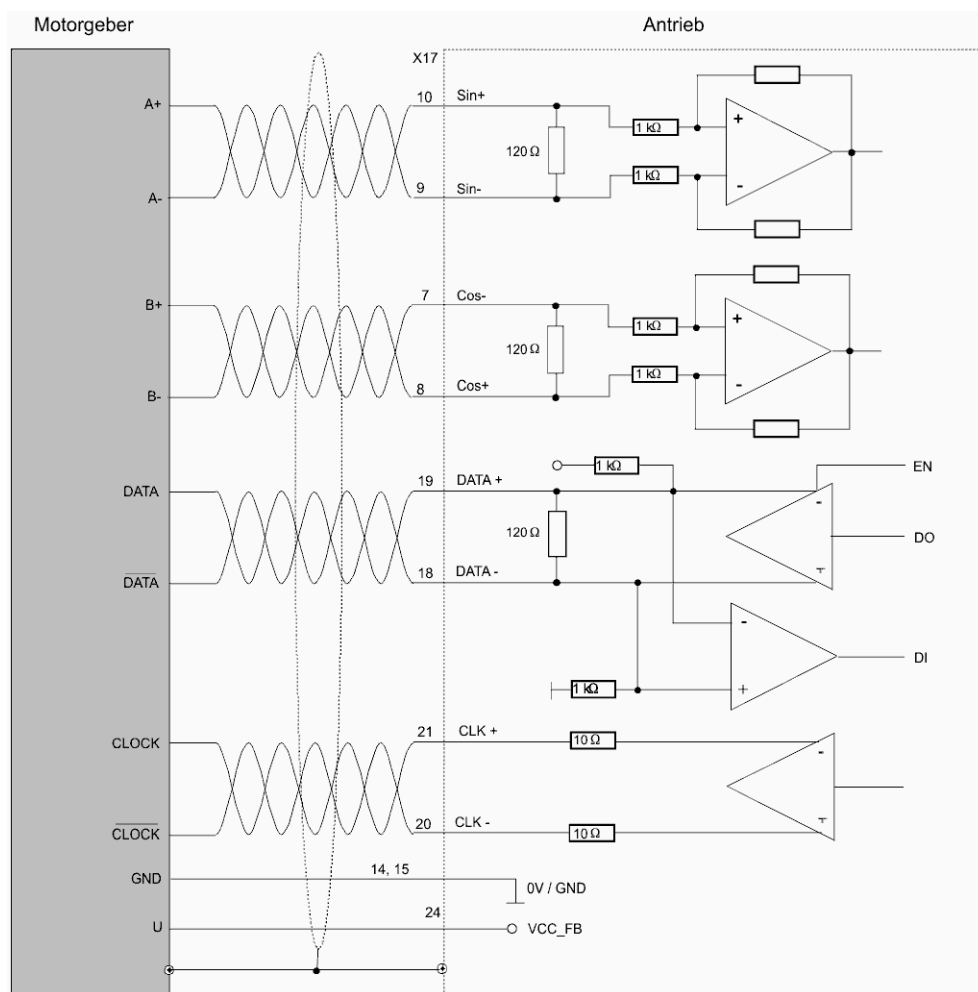 Motorgeber
Antrieb
X17
A+
10
Sin+
1 kΩ
+
120 Ω
1 kΩ
-
A-
9
Sin-
B+
7
Cos-
1 kΩ
+
120 Ω
1 kΩ
-
B-
8
Cos+
1 kΩ
EN
DATA
19
DATA +
-
120 Ω
DO
DATA
18
DATA -
+
-
DI
1 kΩ
+
CLOCK
21
CLK +
10 Ω
-
CLOCK
20
CLK -
10 Ω
+
GND
14, 15
0V / GND
U
24
VCC_FB